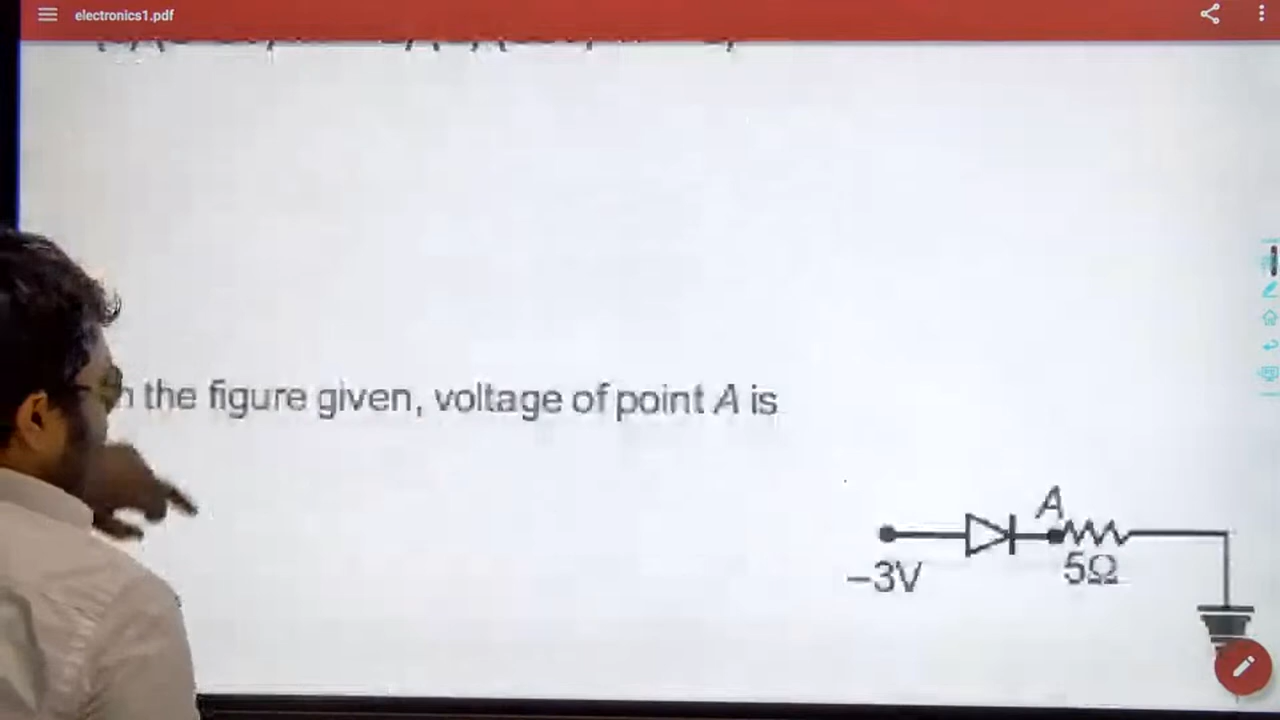 electronics1.pdf
the figure given, voltage of point A is
A
-3V
5Ω